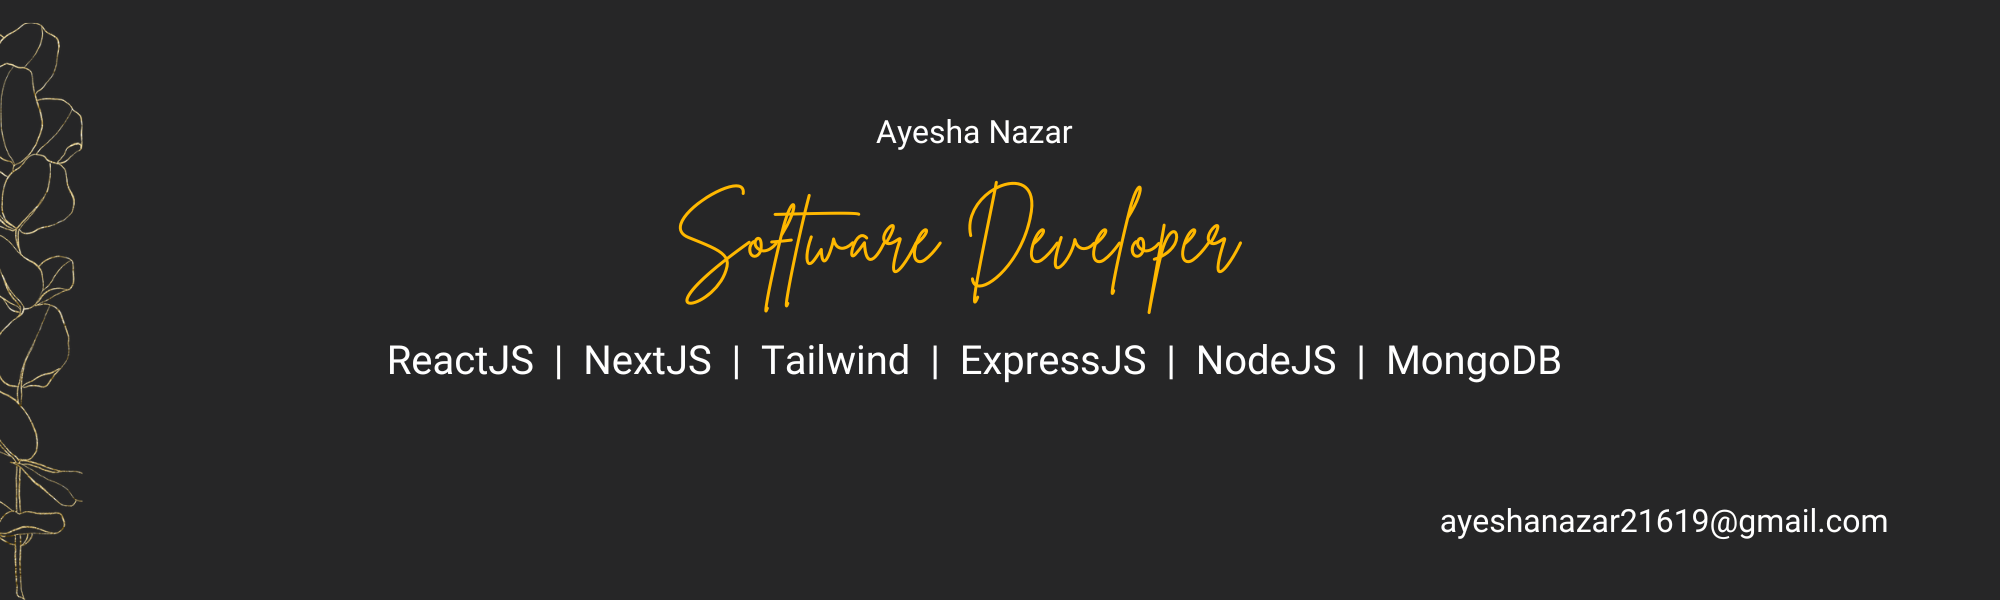 Ayesha Nazar
Software Developer
ReactJS | NextJS | Tailwind | ExpressJS | NodeJS | MongoDB
ayeshanazar21619@gmail.com